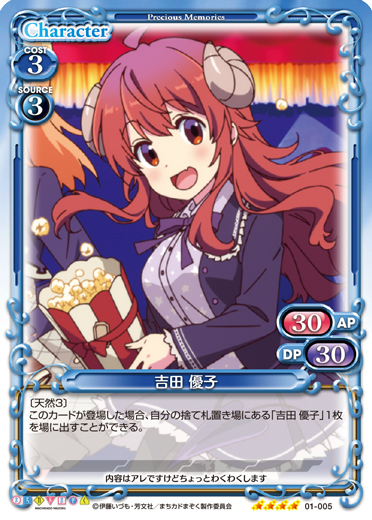 Precious Memories
Character
COST
3
SOURCE
3
30 AP
DP 30
吉田 優子
［天然3］
このカードが登場した場合、自分の捨て札置き場にある「吉田 優子」1枚
を場に出すことができる。
内容はアレですけどちょっとわくわくします
©伊藤いづも・芳文社／まちカドまぞく製作委員会
01-005